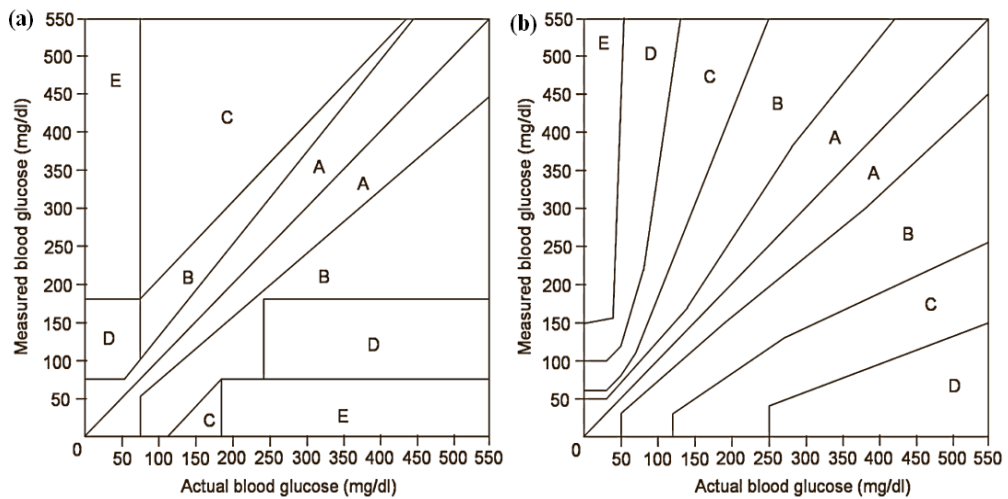 (a)
550
500
450
400
350
300
250
200
150
100
50
0
50 100 150 200 250 300 350 400 450 500 550
Measured blood glucose (mg/dl)
Actual blood glucose (mg/dl)
E
C
A
A
B
B
D
D
C
E
(b)
550
500
450
400
350
300
250
200
150
100
50
0
50 100 150 200 250 300 350 400 450 500 550
Measured blood glucose (mg/dl)
Actual blood glucose (mg/dl)
E
D
C
B
A
A
B
C
D